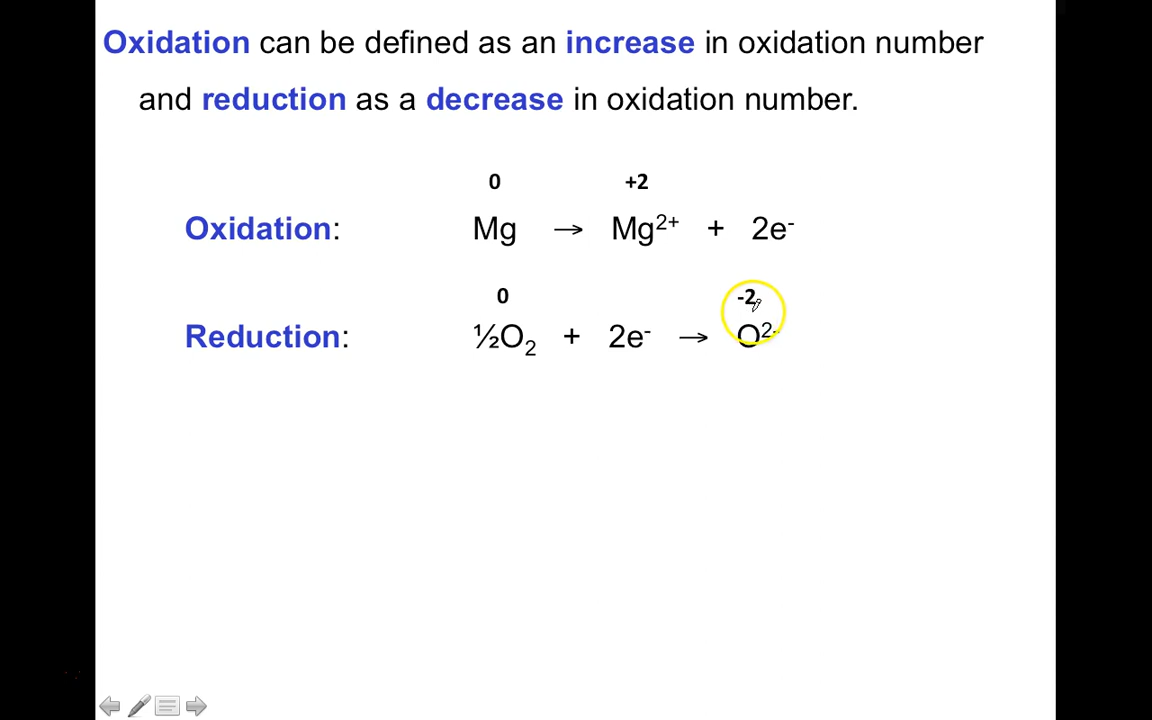 Oxidation can be defined as an increase in oxidation number
and reduction as a decrease in oxidation number.
0 +2
Oxidation: Mg → Mg²⁺ + 2e⁻
0 -2
Reduction: ½O₂ + 2e⁻ → O²⁻